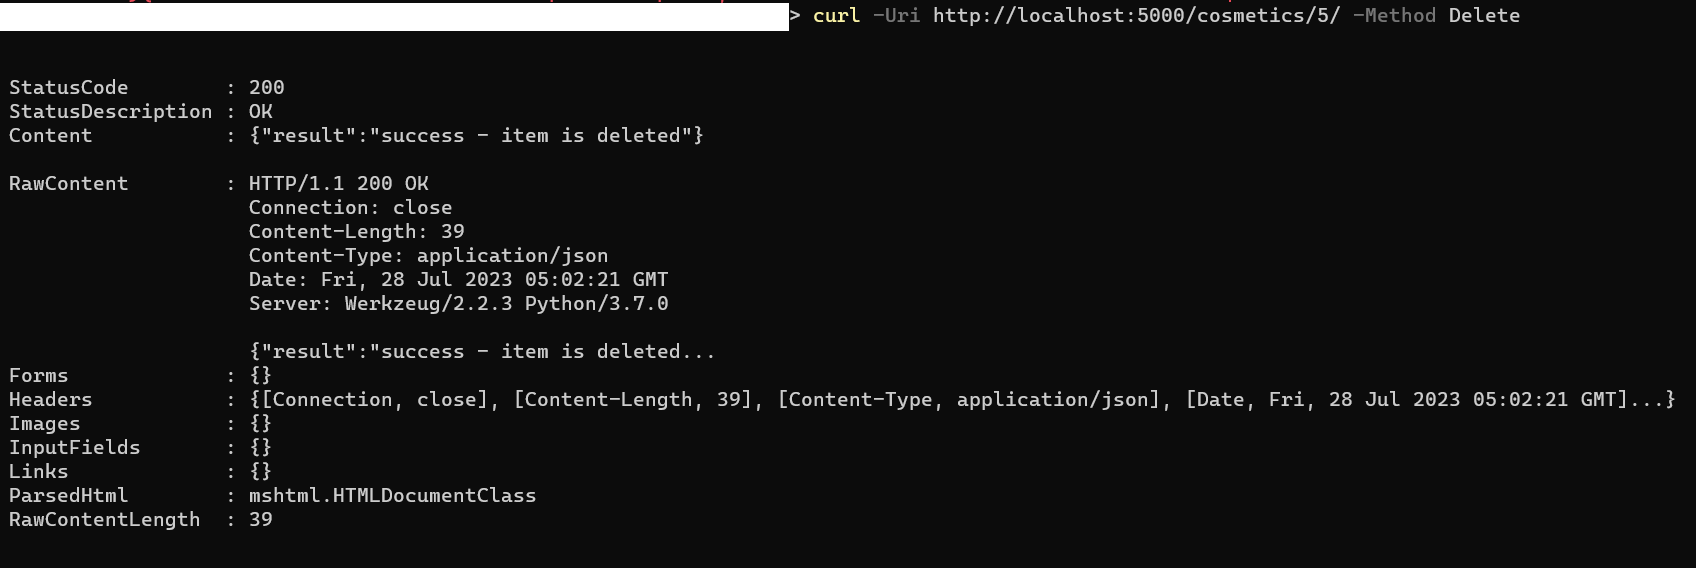 > curl -Uri http://localhost:5000/cosmetics/5/ -Method Delete
StatusCode : 200
StatusDescription : OK
Content : {"result":"success - item is deleted"}
RawContent : HTTP/1.1 200 OK
Connection: close
Content-Length: 39
Content-Type: application/json
Date: Fri, 28 Jul 2023 05:02:21 GMT
Server: Werkzeug/2.2.3 Python/3.7.0
{"result":"success - item is deleted...
Forms : {}
Headers : {[Connection, close], [Content-Length, 39], [Content-Type, application/json], [Date, Fri, 28 Jul 2023 05:02:21 GMT]...}
Images : {}
InputFields : {}
Links : {}
ParsedHtml : mshtml.HTMLDocumentClass
RawContentLength : 39